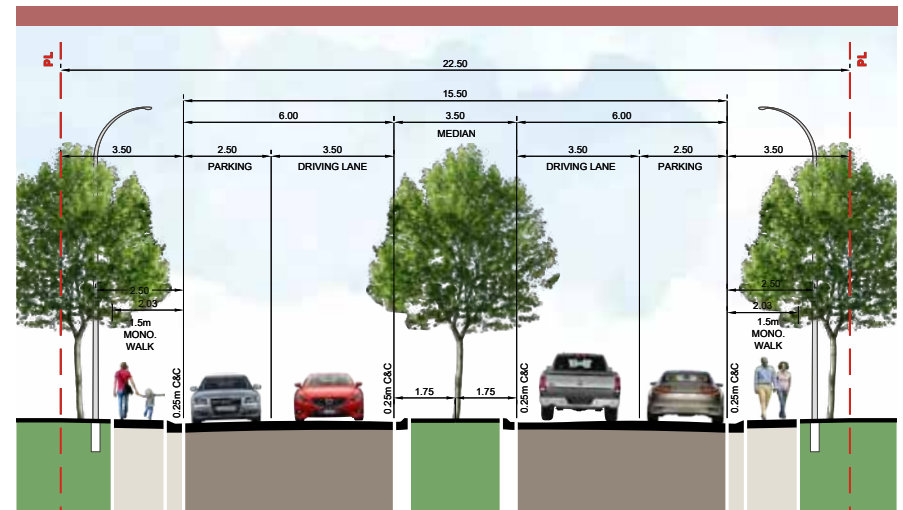 PL
PL
22.50
15.50
6.00
3.50
6.00
MEDIAN
3.50
2.50
3.50
3.50
2.50
3.50
PARKING
DRIVING LANE
DRIVING LANE
PARKING
2.50
2.50
2.03
2.03
1.5m
MONO.
WALK
1.5m
MONO.
WALK
0.25m C&C
0.25m C&C
1.75
1.75
0.25m C&C
0.25m C&C